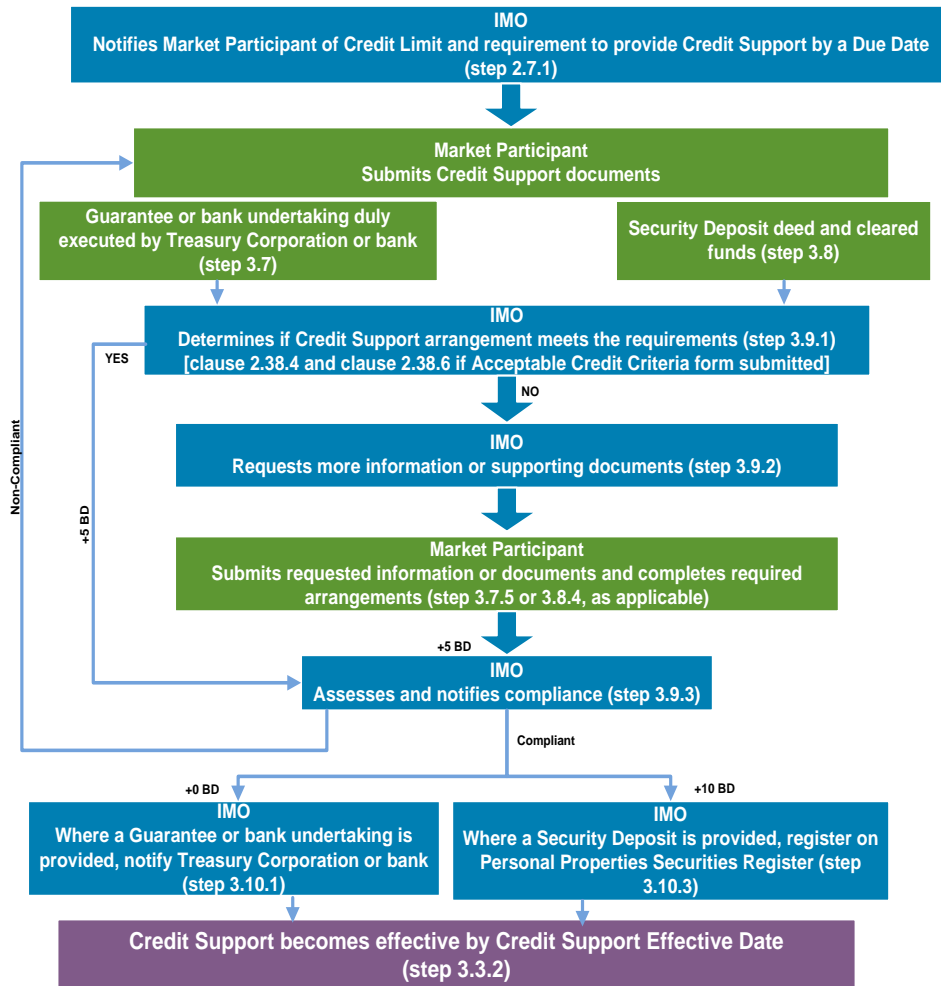 IMO
Notifies Market Participant of Credit Limit and requirement to provide Credit Support by a Due Date
(step 2.7.1)
Market Participant
Submits Credit Support documents
Guarantee or bank undertaking duly
executed by Treasury Corporation or bank
(step 3.7)
Security Deposit deed and cleared
funds (step 3.8)
IMO
Determines if Credit Support arrangement meets the requirements (step 3.9.1)
[clause 2.38.4 and clause 2.38.6 if Acceptable Credit Criteria form submitted]
YES
NO
IMO
Requests more information or supporting documents (step 3.9.2)
Non-Compliant
+5 BD
Market Participant
Submits requested information or documents and completes required
arrangements (step 3.7.5 or 3.8.4, as applicable)
+5 BD
IMO
Assesses and notifies compliance (step 3.9.3)
Compliant
+0 BD
+10 BD
IMO
Where a Guarantee or bank undertaking is
provided, notify Treasury Corporation or bank
(step 3.10.1)
IMO
Where a Security Deposit is provided, register on
Personal Properties Securities Register (step
3.10.3)
Credit Support becomes effective by Credit Support Effective Date
(step 3.3.2)